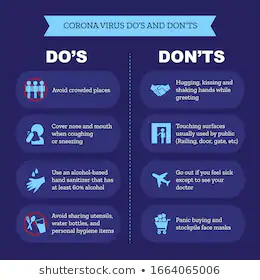 CORONA VIRUS DO'S AND DON'TS
DO'S
Avoid crowded places
Cover nose and mouth
when coughing
or sneezing
Use an alcohol-based
hand sanitizer that has
at least 60% alcohol
Avoid sharing utensils,
water bottles, and
personal hygiene items
DON'TS
Hugging, kissing and
shaking hands while
greeting
Touching surfaces
usually used by public
(Railing, door, gate, etc)
Go out if you feel sick
except to see your
doctor
Panic buying and
stockpile face masks
shutterstock.com • 1664065006